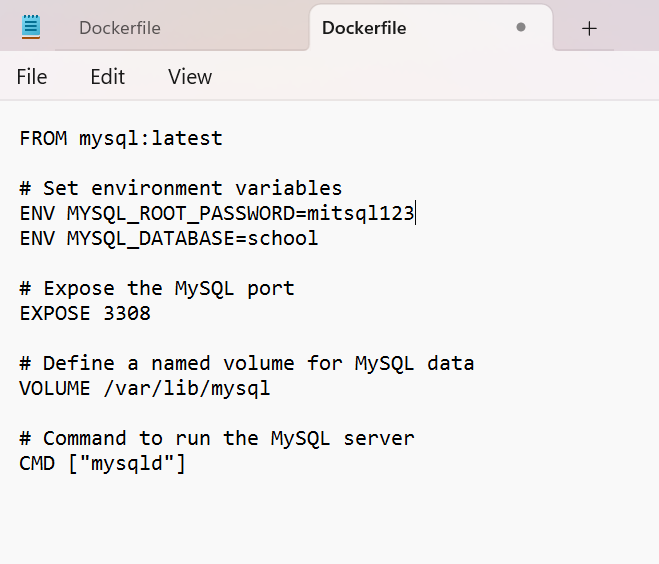 Dockerfile
Dockerfile
+
File Edit View
FROM mysql:latest
# Set environment variables
ENV MYSQL_ROOT_PASSWORD=mitsql123
ENV MYSQL_DATABASE=school
# Expose the MySQL port
EXPOSE 3308
# Define a named volume for MySQL data
VOLUME /var/lib/mysql
# Command to run the MySQL server
CMD ["mysqld"]